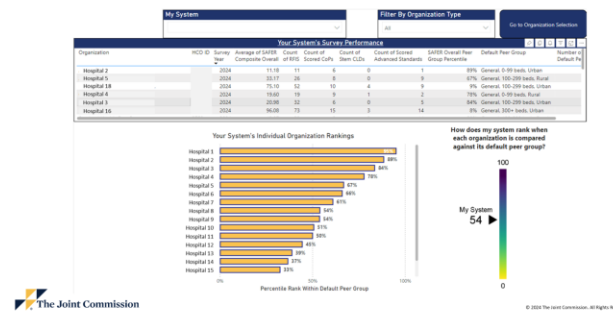 My System
Filter By Organization Type
All
Go to Organization Selection
Your System's Survey Performance
Organization HCO ID Survey Year Average of SAFER Composite Overall Count of RFIs Count of Scored CoPs Count of Stem CLDs Count of Scored Advanced Standards SAFER Overall Peer Group Percentile Default Peer Group Number o Default Pe
Hospital 2 2024 11.18 11 6 0 1 89% General, 0-99 beds, Urban
Hospital 5 2024 33.17 26 8 0 9 67% General, 100-299 beds, Rural
Hospital 18 2024 75.10 52 10 4 9 9% General, 100-299 beds, Urban
Hospital 4 2024 19.60 19 9 1 2 78% General, 0-99 beds, Rural
Hospital 3 2024 20.98 32 6 0 5 84% General, 100-299 beds, Urban
Hospital 16 2024 96.08 73 15 3 14 8% General, 300+ beds, Urban
Your System's Individual Organization Rankings
Hospital 1
Hospital 2 89%
Hospital 3 84%
Hospital 4 78%
Hospital 5 67%
Hospital 6 66%
Hospital 7 61%
Hospital 8 54%
Hospital 9 54%
Hospital 10 51%
Hospital 11 50%
Hospital 12 45%
Hospital 13 39%
Hospital 14 37%
Hospital 15 33%
0% 50% 100%
Percentile Rank Within Default Peer Group
How does my system rank when
each organization is compared
against its default peer group?
100
My System
54
0
The Joint Commission
© 2024 The Joint Commission. All Rights R